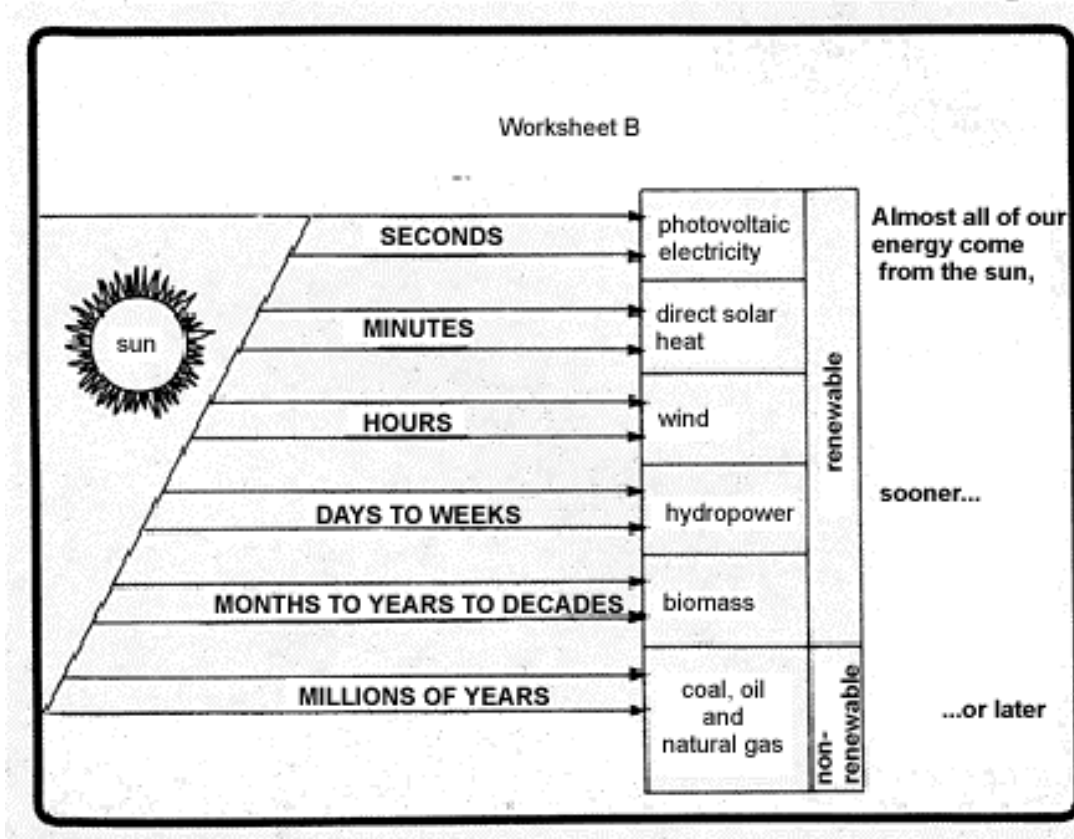 Worksheet B
sun
SECONDS
MINUTES
HOURS
DAYS TO WEEKS
MONTHS TO YEARS TO DECADES
MILLIONS OF YEARS
photovoltaic
electricity
direct solar
heat
wind
hydropower
biomass
coal, oil
and
natural gas
renewable
non-
renewable
Almost all of our
energy come
from the sun,
sooner...
...or later